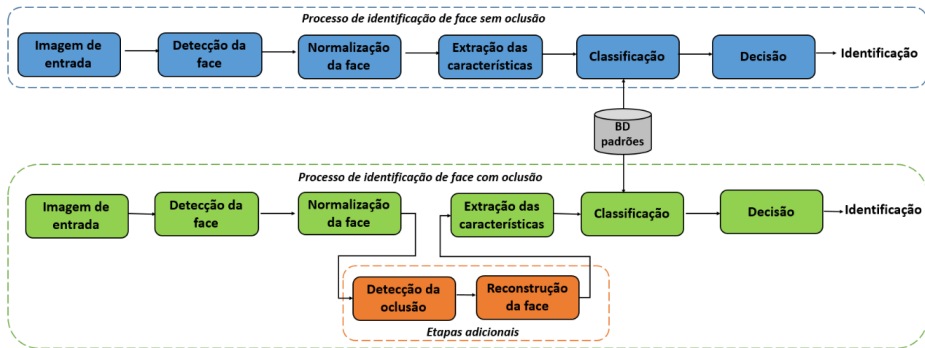 Processo de identificação de face sem oclusão
Imagem de
entrada
Detecção da
face
Normalização
da face
Extração das
características
Classificação
Decisão
Identificação
BD
padrões
Processo de identificação de face com oclusão
Imagem de
entrada
Detecção da
face
Normalização
da face
Extração das
características
Classificação
Decisão
Identificação
Detecção da
oclusão
Reconstrução
da face
Etapas adicionais